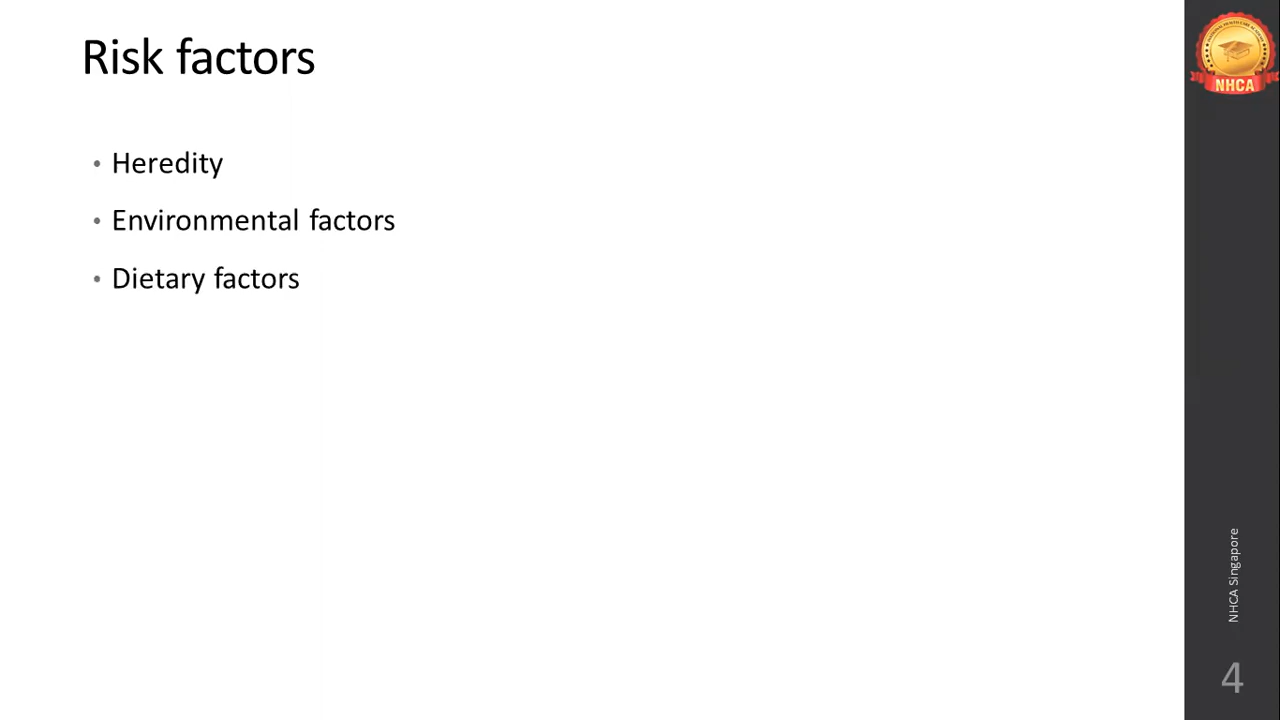 Risk factors
• Heredity
• Environmental factors
• Dietary factors
NHCA
NHCA Singapore
4